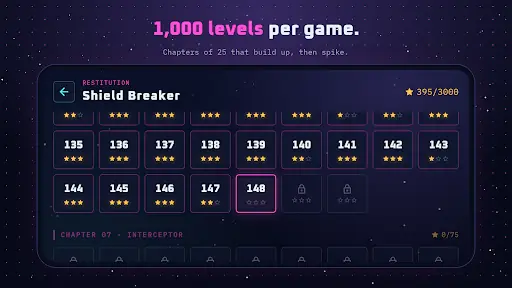 1,000 levels per game.
Chapters of 25 that build up, then spike.
RESTITUTION
Shield Breaker
395/3000
135 136 137 138 139 140 141 142 143
144 145 146 147 148
CHAPTER 07 · INTERCEPTOR
0/75